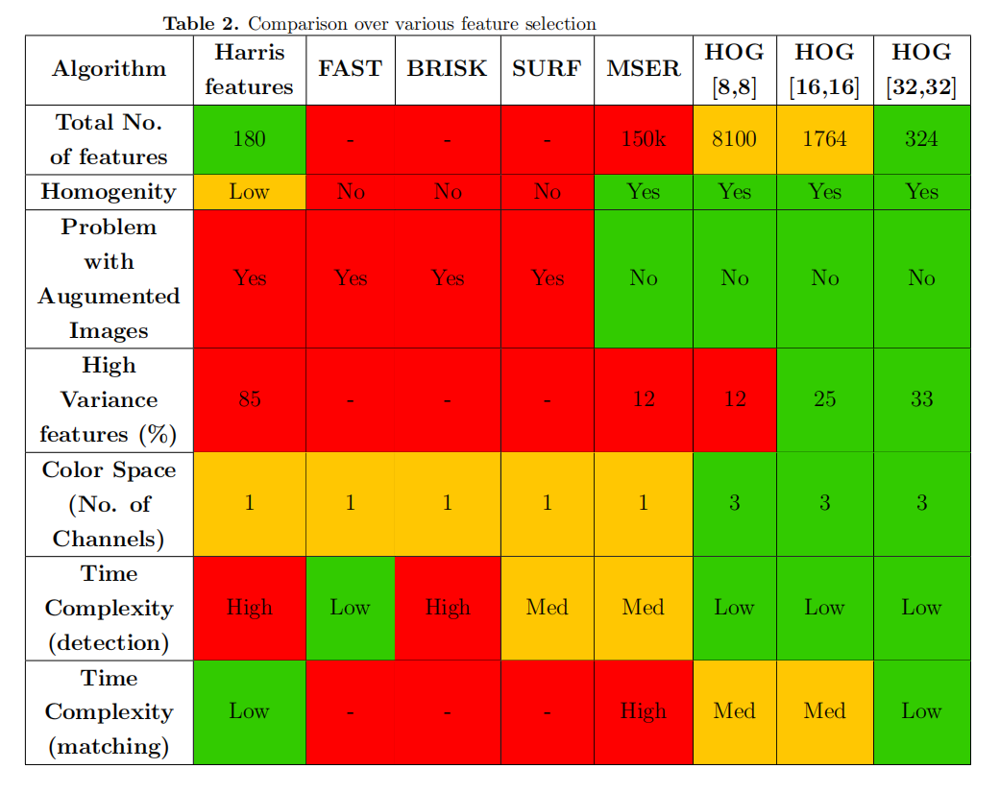 Table 2. Comparison over various feature selection
Algorithm Harris features FAST BRISK SURF MSER HOG [8,8] HOG [16,16] HOG [32,32]
Total No. of features 180 - - - 150k 8100 1764 324
Homogenity Low No No No Yes Yes Yes Yes
Problem with Augumented Images Yes Yes Yes Yes No No No No
High Variance features (%) 85 - - - 12 12 25 33
Color Space (No. of Channels) 1 1 1 1 1 3 3 3
Time Complexity (detection) High Low High Med Med Low Low Low
Time Complexity (matching) Low - - - High Med Med Low